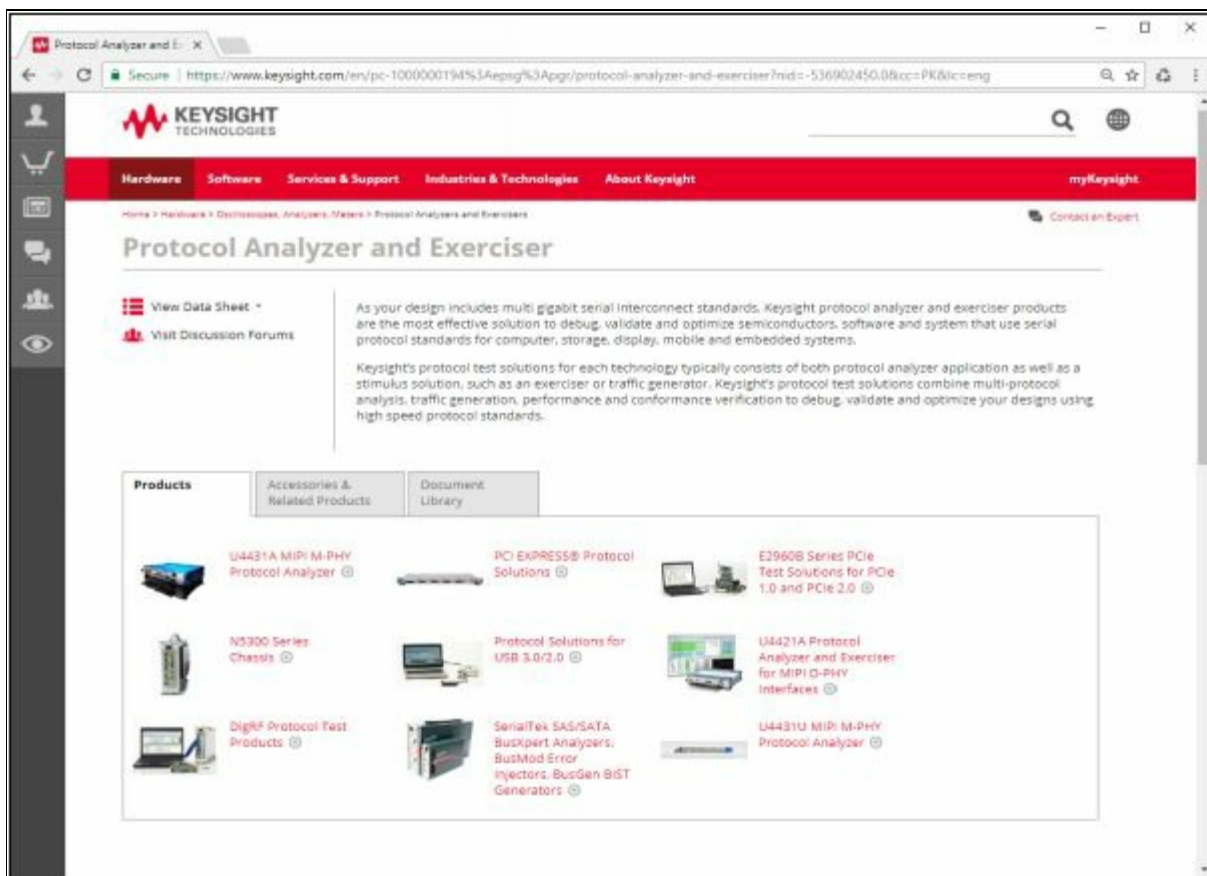 Protocol Analyzer and E
Secure | https://www.keysight.com/en/pc-1000000194%3Aepsg%3Apgr/protocol-analyzer-and-exerciser?nid=-536902450.0&cc=PK&lc=eng
KEYSIGHT
TECHNOLOGIES
Hardware Software Services & Support Industries & Technologies About Keysight myKeysight
Home > Hardware > Oscilloscopes, Analyzers, Meters > Protocol Analyzers and Exercisers
Contact an Expert
Protocol Analyzer and Exerciser
View Data Sheet
Visit Discussion Forums
As your design includes multi gigabit serial interconnect standards, Keysight protocol analyzer and exerciser products
are the most effective solution to debug, validate and optimize semiconductors, software and system that use serial
protocol standards for computer, storage, display, mobile and embedded systems.
Keysight's protocol test solutions for each technology typically consists of both protocol analyzer application as well as a
stimulus solution, such as an exerciser or traffic generator. Keysight's protocol test solutions combine multi-protocol
analysis, traffic generation, performance and conformance verification to debug, validate and optimize your designs using
high speed protocol standards.
Products
Accessories &
Related Products
Document
Library
U4431A MIPI M-PHY
Protocol Analyzer
PCI EXPRESS® Protocol
Solutions
E2960B Series PCIe
Test Solutions for PCIe
1.0 and PCIe 2.0
N5300 Series
Chassis
Protocol Solutions for
USB 3.0/2.0
U4421A Protocol
Analyzer and Exerciser
for MIPI D-PHY
Interfaces
DigRF Protocol Test
Products
SerialTek SAS/SATA
BusXpert Analyzers,
BusMod Error
Injectors, BusGen BIST
Generators
U4431U MIPI M-PHY
Protocol Analyzer